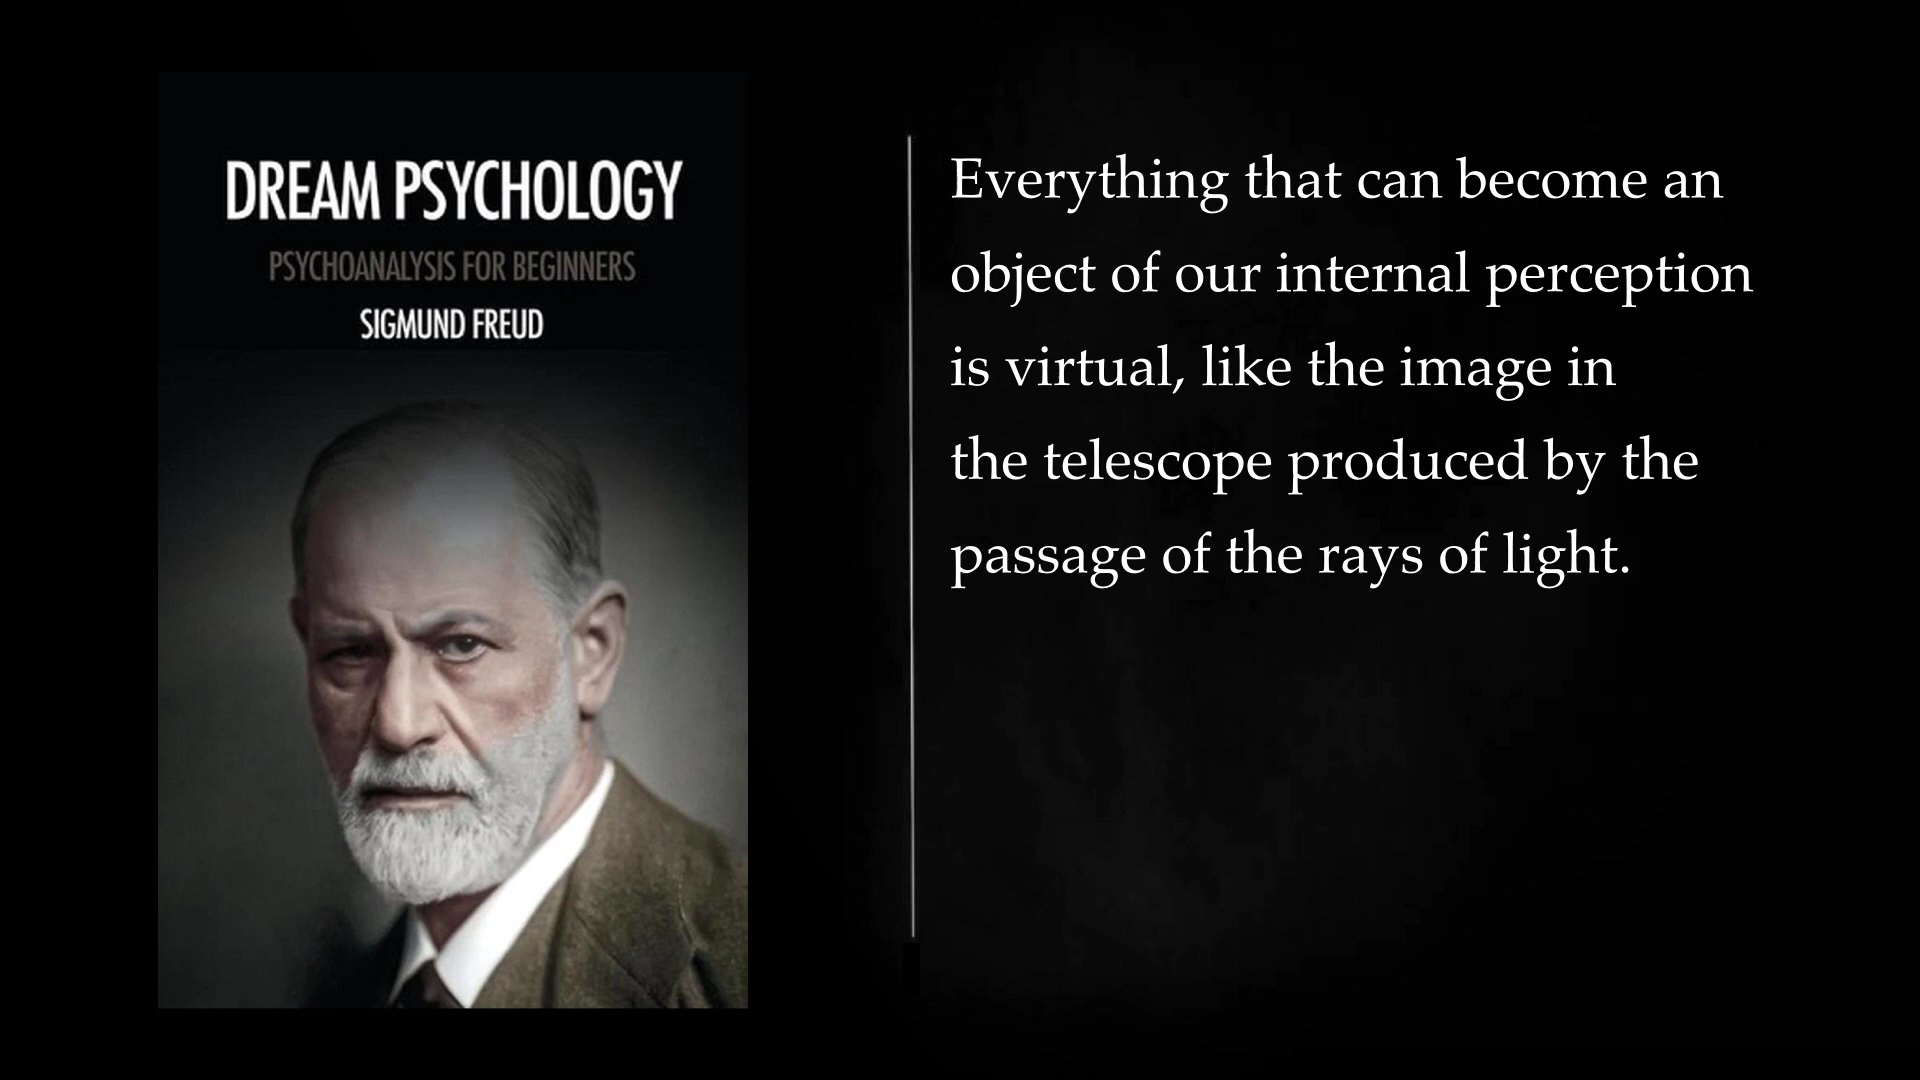 DREAM PSYCHOLOGY
PSYCHOANALYSIS FOR BEGINNERS
SIGMUND FREUD
Everything that can become an
object of our internal perception
is virtual, like the image in
the telescope produced by the
passage of the rays of light.